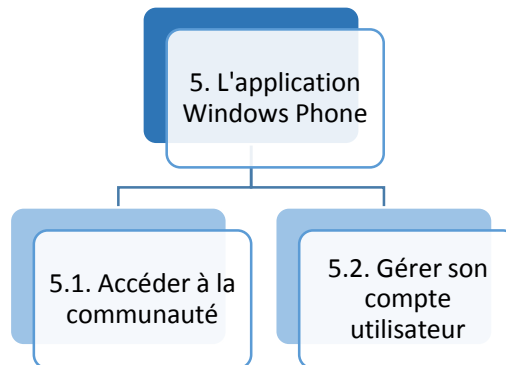 5. L'application
Windows Phone
5.1. Accéder à la
communauté
5.2. Gérer son
compte
utilisateur